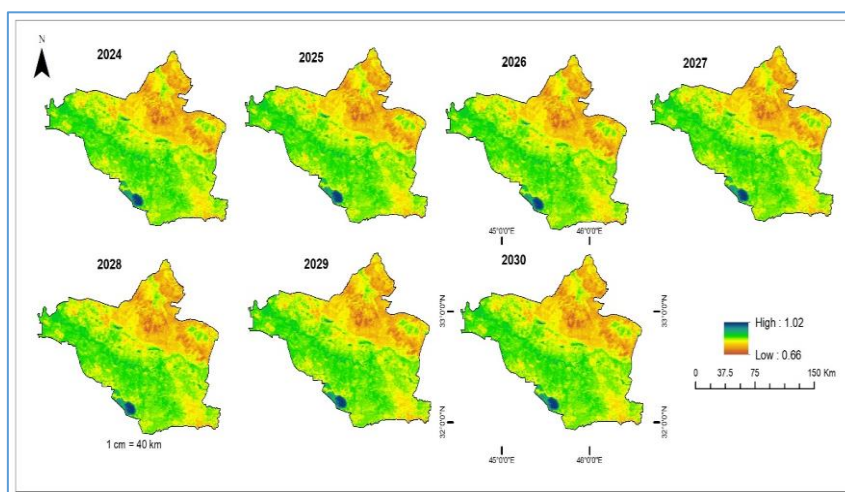 N
2024
2025
2026
2027
45°0'0"E
46°0'0"E
2028
2029
2030
33°0'0"N
33°0'0"N
High : 1.02
Low : 0.66
0 37.5 75 150 Km
32°0'0"N
32°0'0"N
1 cm = 40 km
45°0'0"E
46°0'0"E